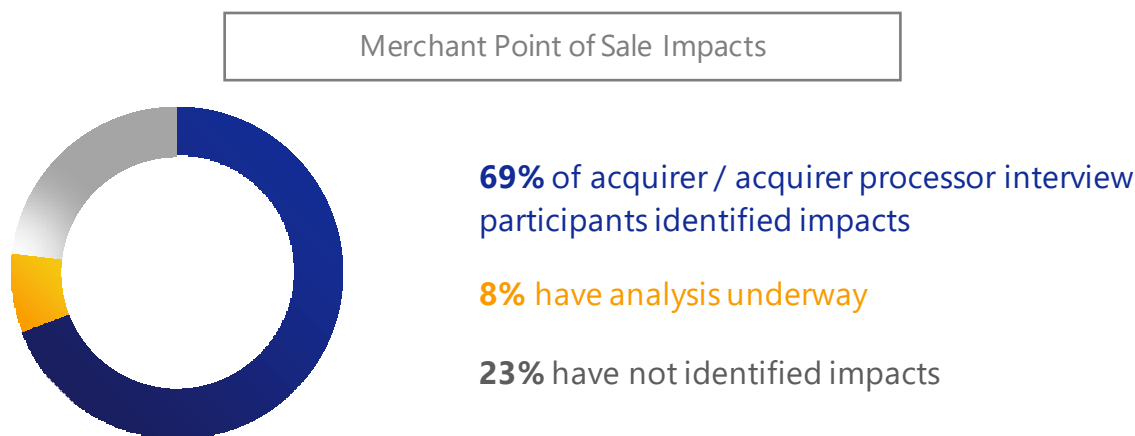 Merchant Point of Sale Impacts
69% of acquirer / acquirer processor interview
participants identified impacts
8% have analysis underway
23% have not identified impacts